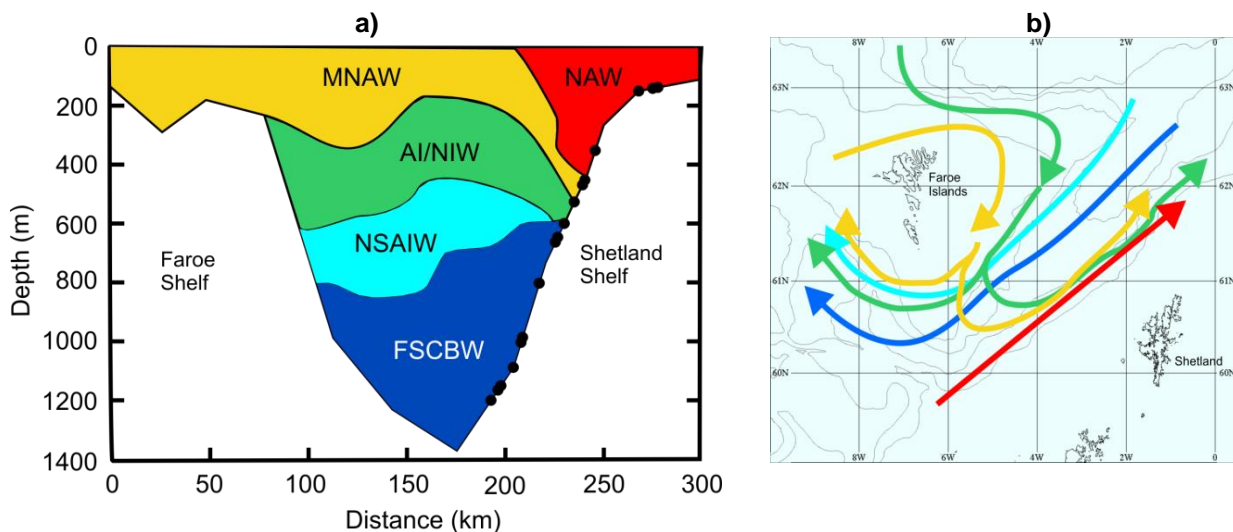 a)
0
200
400
600
800
1000
1200
1400
Depth (m)
MNAW
NAW
AI/NIW
NSAIW
FSCBW
Faroe
Shelf
Shetland
Shelf
0 50 100 150 200 250 300
Distance (km)
b)
8W 6W 4W 2W 0
63N 63N
62N 62N
61N 61N
60N 60N
Faroe
Islands
Shetland
8W 6W 4W 2W 0